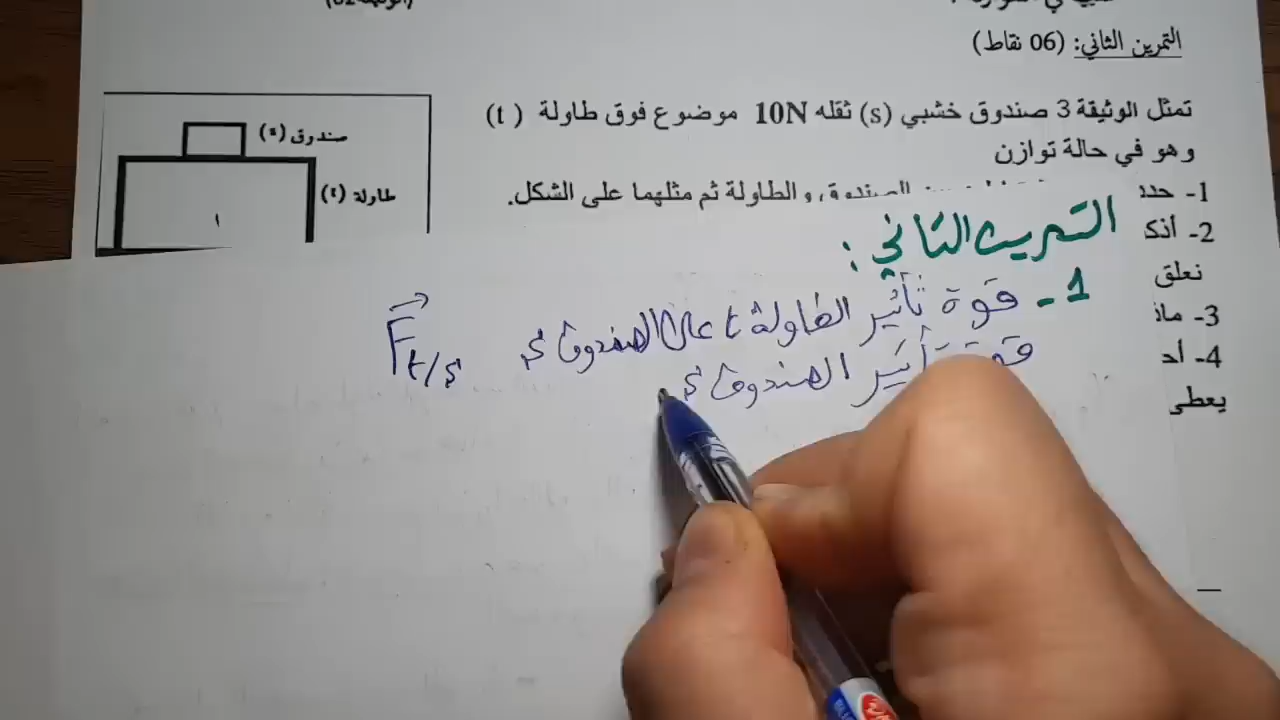 التمرين الثاني: (06 نقاط)
تمثل الوثيقة 3 صندوق خشبي (s) ثقله 10N موضوع فوق طاولة (t)
وهو في حالة توازن
صندوق (s)
طاولة (t)
1- حدد الصندوق والطاولة ثم مثلهما على الشكل.
2- أذك
نعلق
3- ماذ
4- أحد
يعطى
التمرين الثاني:
1- قوة تأثير الطاولة t على الصندوق s F t/s
قوة تأثير الصندوق s